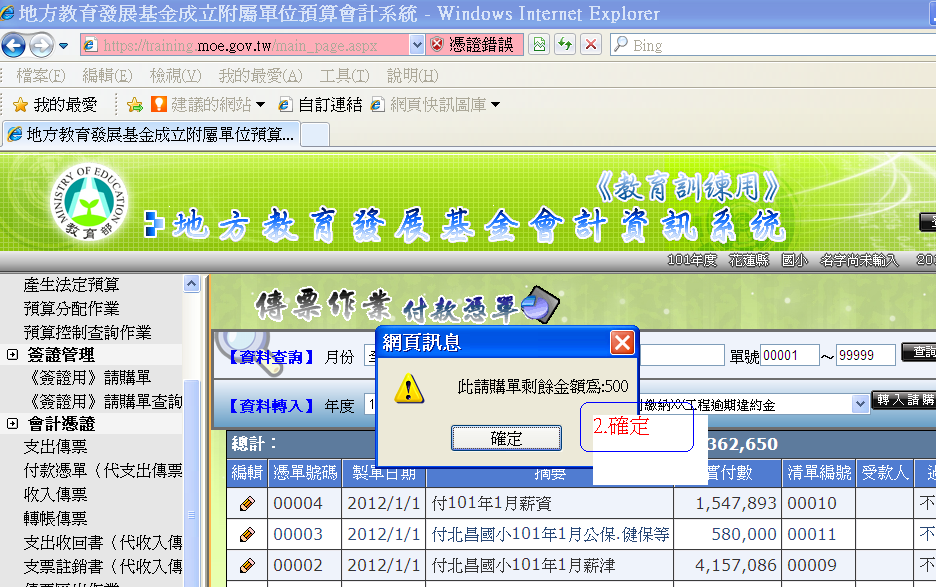 地方教育發展基金成立附屬單位預算會計系統 - Windows Internet Explorer
https://training.moe.gov.tw/main_page.aspx
憑證錯誤
Bing
檔案(F) 編輯(E) 檢視(V) 我的最愛(A) 工具(T) 說明(H)
我的最愛 建議的網站 自訂連結 網頁快訊圖庫
地方教育發展基金成立附屬單位預算...
MINISTRY OF EDUCATION
教育部
《教育訓練用》
地方教育發展基金會計資訊系統
101年度 花蓮縣 國小 名字尚未輸入
產生法定預算
預算分配作業
預算控制查詢作業
簽證管理
《簽證用》請購單
《簽證用》請購單查詢
會計憑證
支出傳票
付款憑單（代支出傳票
收入傳票
轉帳傳票
支出收回書（代收入傳
支票註銷書（代收入傳
傳票作業 付款憑單
【資料查詢】 月份
單號 00001 ~ 99999
查詢
【資料轉入】 年度
付繳納XX工程逾期違約金
轉入請購
網頁訊息
此請購單剩餘金額為:500
確定
2.確定
總計：
362,650
編輯 憑單號碼 製單日期 摘要 實付數 清單編號 受款人
00004 2012/1/1 付101年1月薪資 1,547,893 00010 不
00003 2012/1/1 付北昌國小101年1月公保.健保等 580,000 00011 不
00002 2012/1/1 付北昌國小101年1月薪津 4,157,086 00009 不